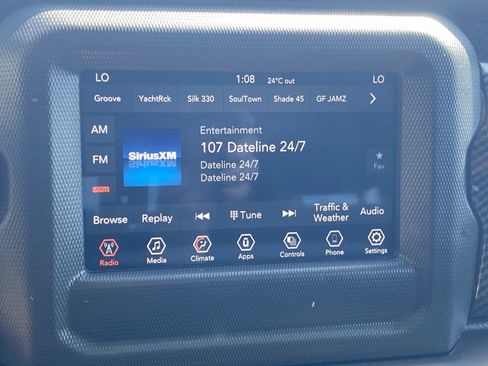 LO 1:08 24°C out LO
Groove YachtRck Silk 330 SoulTown Shade 45 GF JAMZ
AM
FM
sxm
SiriusXM
Entertainment
107 Dateline 24/7
Dateline 24/7
Dateline 24/7
Fav
Browse Replay Tune Traffic & Weather Audio
Radio Media Climate Apps Controls Phone Settings